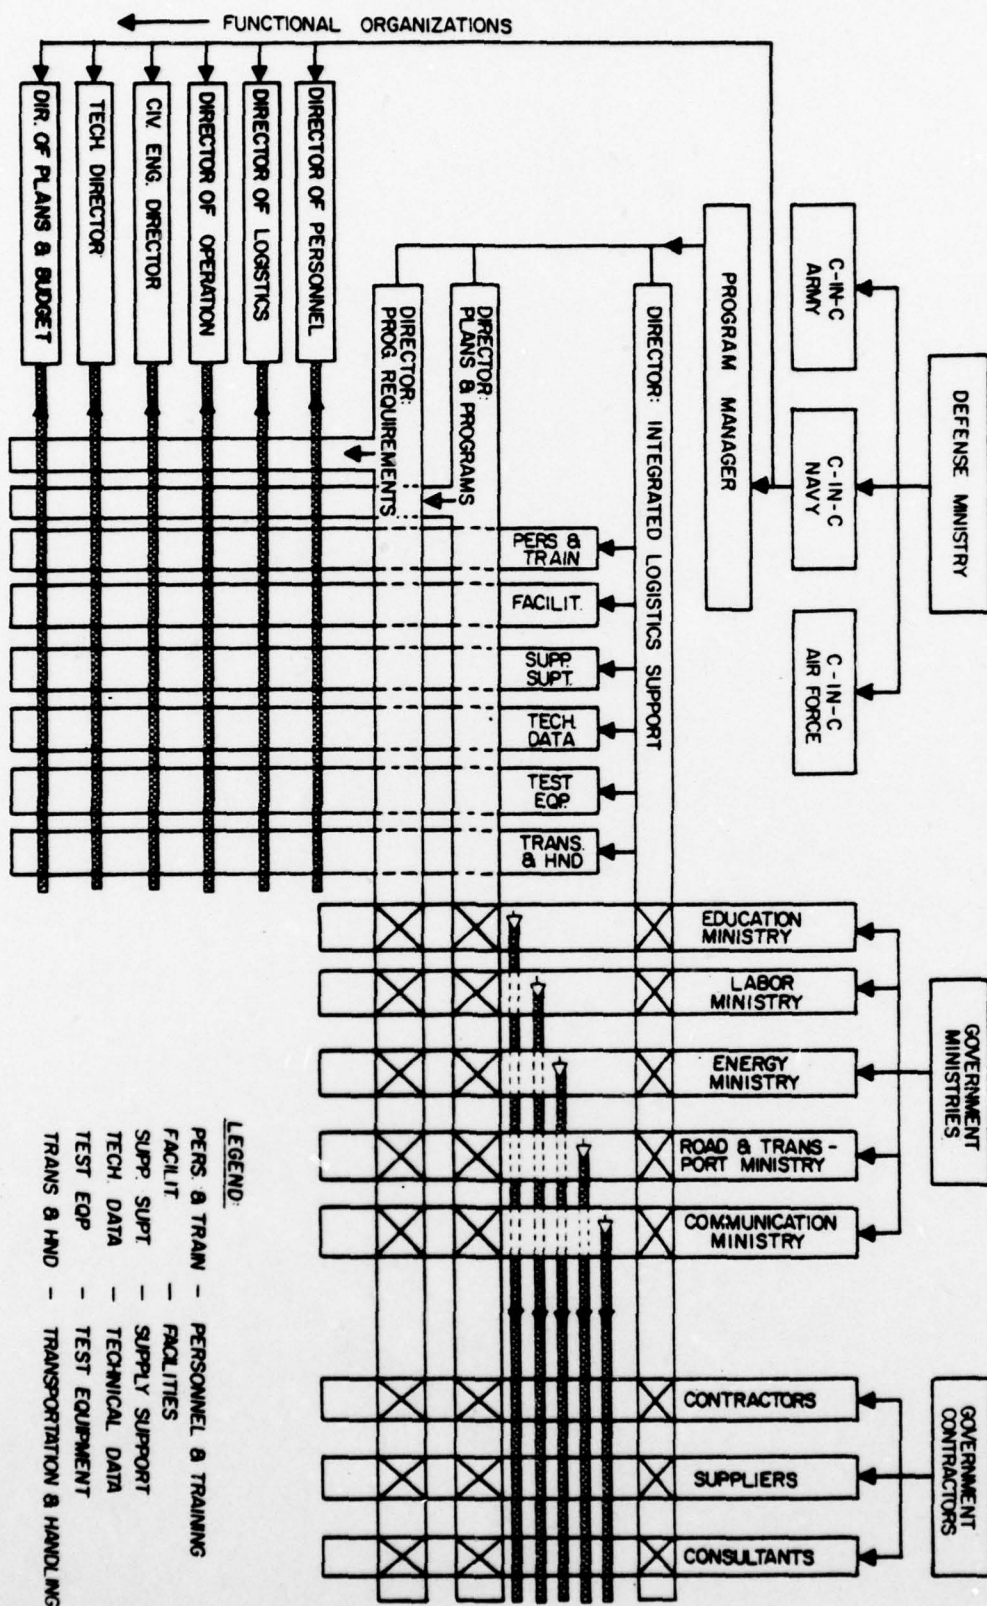 FUNCTIONAL ORGANIZATIONS
DEFENSE MINISTRY
C-IN-C
ARMY
C-IN-C
NAVY
C-IN-C
AIR FORCE
PROGRAM MANAGER
DIRECTOR: INTEGRATED LOGISTICS SUPPORT
DIRECTOR:
PLANS & PROGRAMS
DIRECTOR:
PROG REQUIREMENTS
DIRECTOR OF PERSONNEL
DIRECTOR OF LOGISTICS
DIRECTOR OF OPERATION
CIV. ENG. DIRECTOR
TECH. DIRECTOR
DIR. OF PLANS & BUDGET
PERS &
TRAIN
FACILIT.
SUPP.
SUPT.
TECH.
DATA
TEST
EQP.
TRANS.
& HND
GOVERNMENT
MINISTRIES
EDUCATION
MINISTRY
LABOR
MINISTRY
ENERGY
MINISTRY
ROAD & TRANS-
PORT MINISTRY
COMMUNICATION
MINISTRY
GOVERNMENT
CONTRACTORS
CONTRACTORS
SUPPLIERS
CONSULTANTS
LEGEND:
PERS. & TRAIN - PERSONNEL & TRAINING
FACILIT. - FACILITIES
SUPP. SUPT. - SUPPLY SUPPORT
TECH. DATA - TECHNICAL DATA
TEST EQP - TEST EQUIPMENT
TRANS & HND - TRANSPORTATION & HANDLING